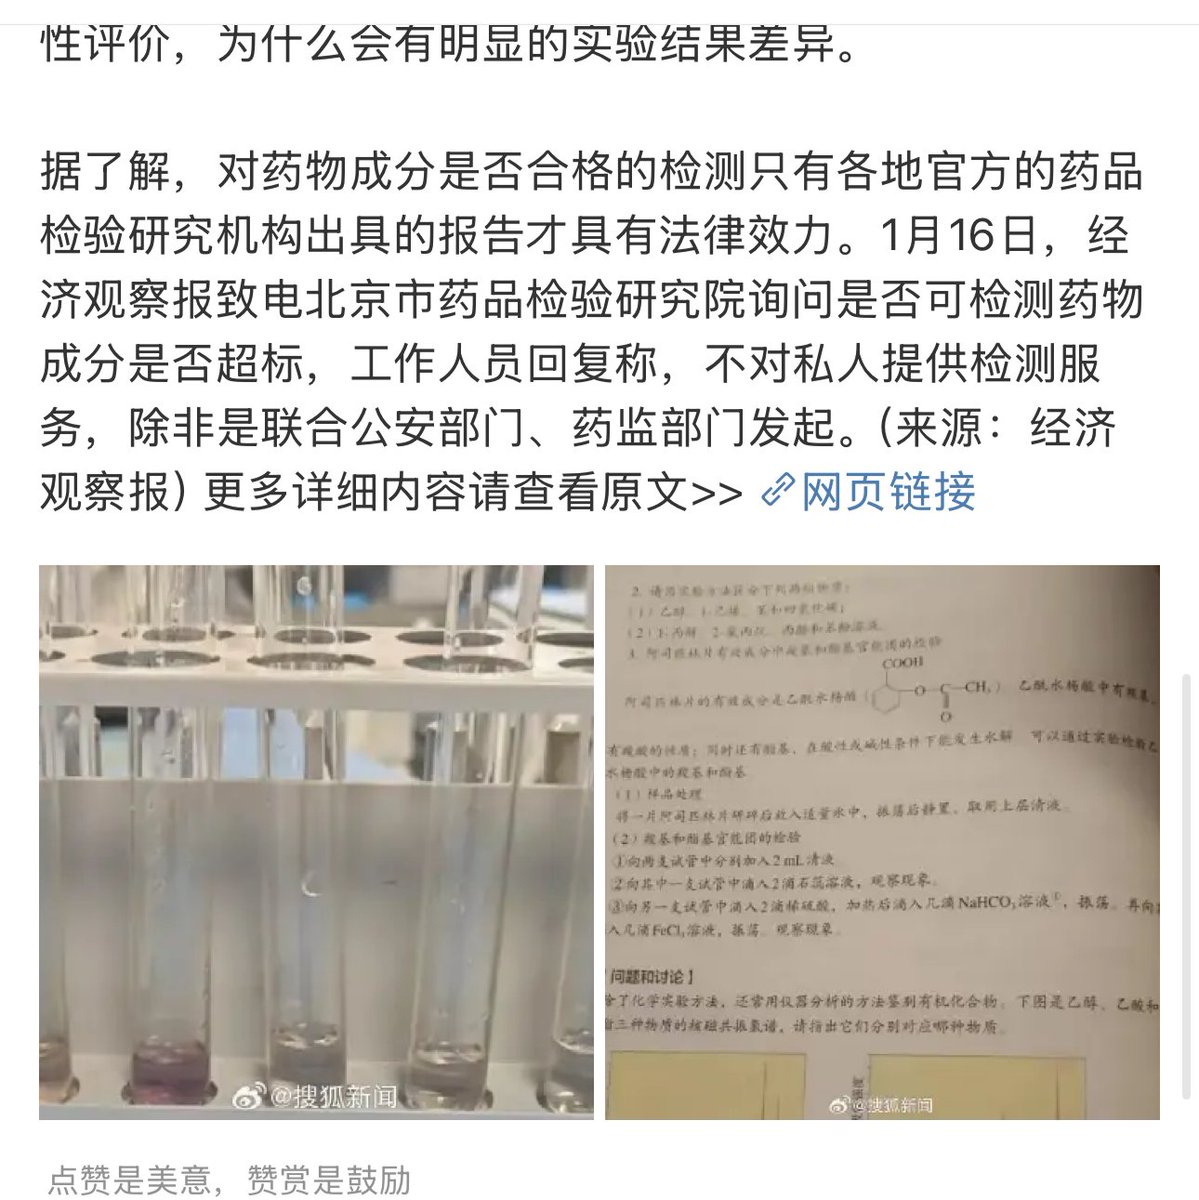 性评价，为什么会有明显的实验结果差异。
据了解，对药物成分是否合格的检测只有各地官方的药品
检验研究机构出具的报告才具有法律效力。1月16日，经
济观察报致电北京市药品检验研究院询问是否可检测药物
成分是否超标，工作人员回复称，不对私人提供检测服
务，除非是联合公安部门、药监部门发起。（来源：经济
观察报）更多详细内容请查看原文>> 网页链接
@搜狐新闻
2. 请用实验方法区分下列两组物质：
(1) 乙醇、1-己烯、苯和四氯化碳；
(2) 1-丙醇、2-氯丙烷、丙醛和苯酚溶液。
3. 阿司匹林片有效成分中羧基和酯基官能团的检验
COOH
阿司匹林片的有效成分是乙酰水杨酸（ O—C—CH₃） 乙酰水杨酸中有羧基，
O
有羧酸的性质；同时还有酯基，在酸性或碱性条件下能发生水解 可以通过实验检验乙
水杨酸中的羧基和酯基
(1) 样品处理
将一片阿司匹林片研碎后放入适量水中，振荡后静置，取用上层清液。
(2) 羧基和酯基官能团的检验
①向两支试管中分别加入2 mL清液
②向其中一支试管中滴入2滴石蕊溶液，观察现象。
③向另一支试管中滴入2滴稀硫酸，加热后滴入几滴NaHCO₃溶液①，振荡。再向
入几滴FeCl₃溶液，振荡。观察现象。
问题和讨论】
除了化学实验方法，还常用仪器分析的方法鉴别有机化合物。下图是乙醇、乙酸和
三种物质的核磁共振氢谱，请指出它们分别对应哪种物质。
强度
@搜狐新闻
点赞是美意，赞赏是鼓励